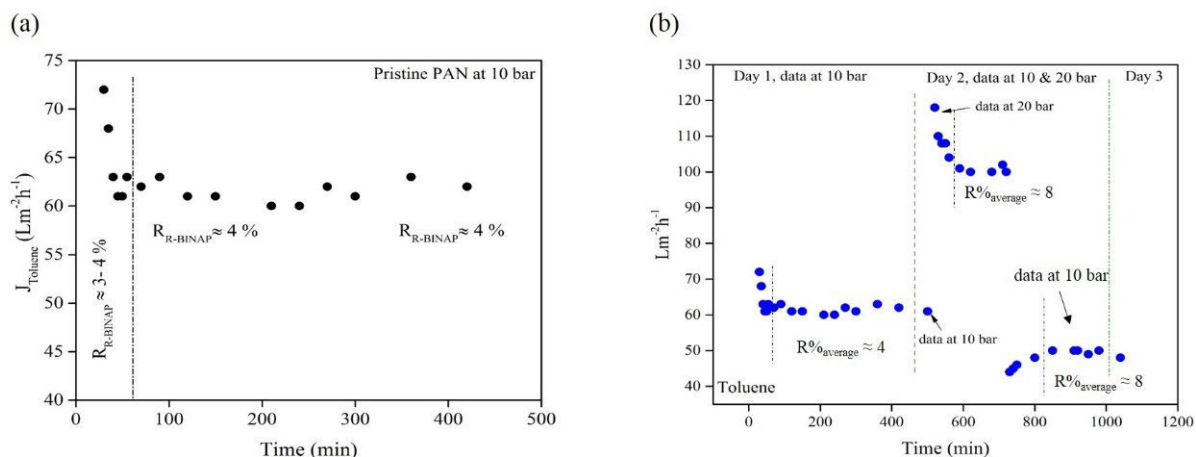 (a)
75
70
65
60
55
50
45
40
J_Toluene (Lm⁻²h⁻¹)
Pristine PAN at 10 bar
R_R-BINAP ≈ 3- 4 %
R_R-BINAP ≈ 4 %
R_R-BINAP ≈ 4 %
0 100 200 300 400 500
Time (min)
(b)
130
120
110
100
90
80
70
60
50
40
Lm⁻²h⁻¹
Day 1, data at 10 bar
Day 2, data at 10 & 20 bar
Day 3
data at 20 bar
R%average ≈ 8
data at 10 bar
R%average ≈ 4
data at 10 bar
R%average ≈ 8
Toluene
0 200 400 600 800 1000 1200
Time (min)